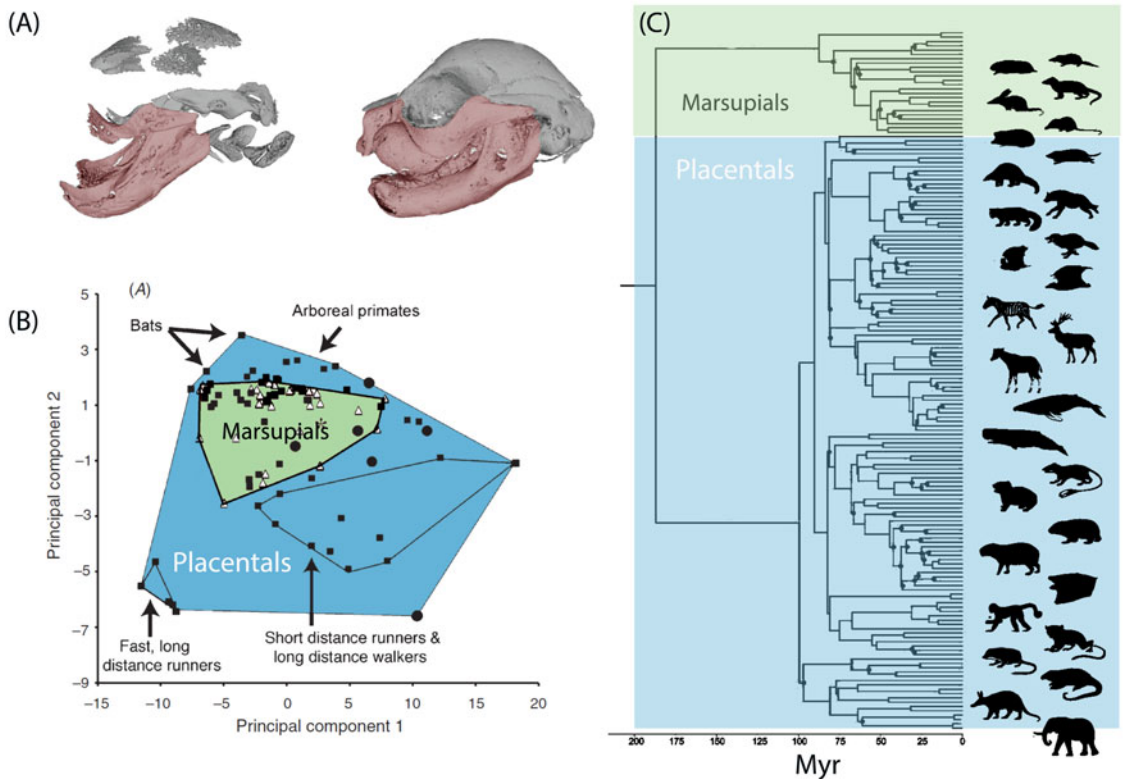 (A)
(B)
(A)
5
3
1
−1
−3
−5
−7
−9
Principal component 2
Bats
Arboreal primates
Marsupials
Placentals
Fast, long
distance runners
Short distance runners &
long distance walkers
−15
−10
−5
0
5
10
15
20
Principal component 1
(C)
Marsupials
Placentals
200
175
150
125
100
75
50
25
0
Myr